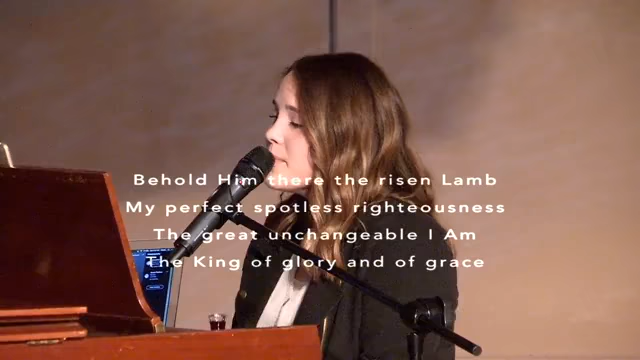 Behold Him there the risen Lamb
My perfect spotless righteousness
The great unchangeable I Am
The King of glory and of grace